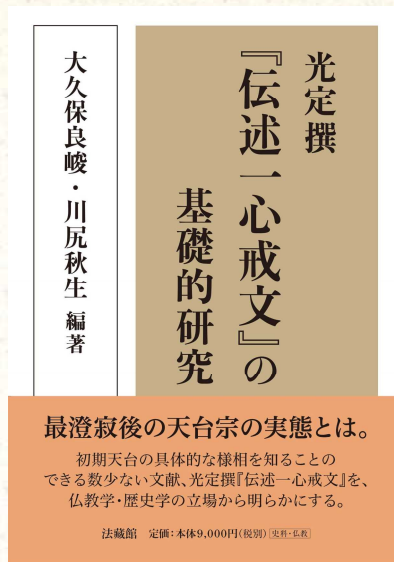 光定撰
『伝述一心戒文』の
基礎的研究
大久保良峻・川尻秋生 編著
最澄寂後の天台宗の実態とは。
初期天台の具体的な様相を知ることの
できる数少ない文献、光定撰『伝述一心戒文』を、
仏教学・歴史学の立場から明らかにする。
法藏館 定価:本体9,000円(税別) 史料・仏教